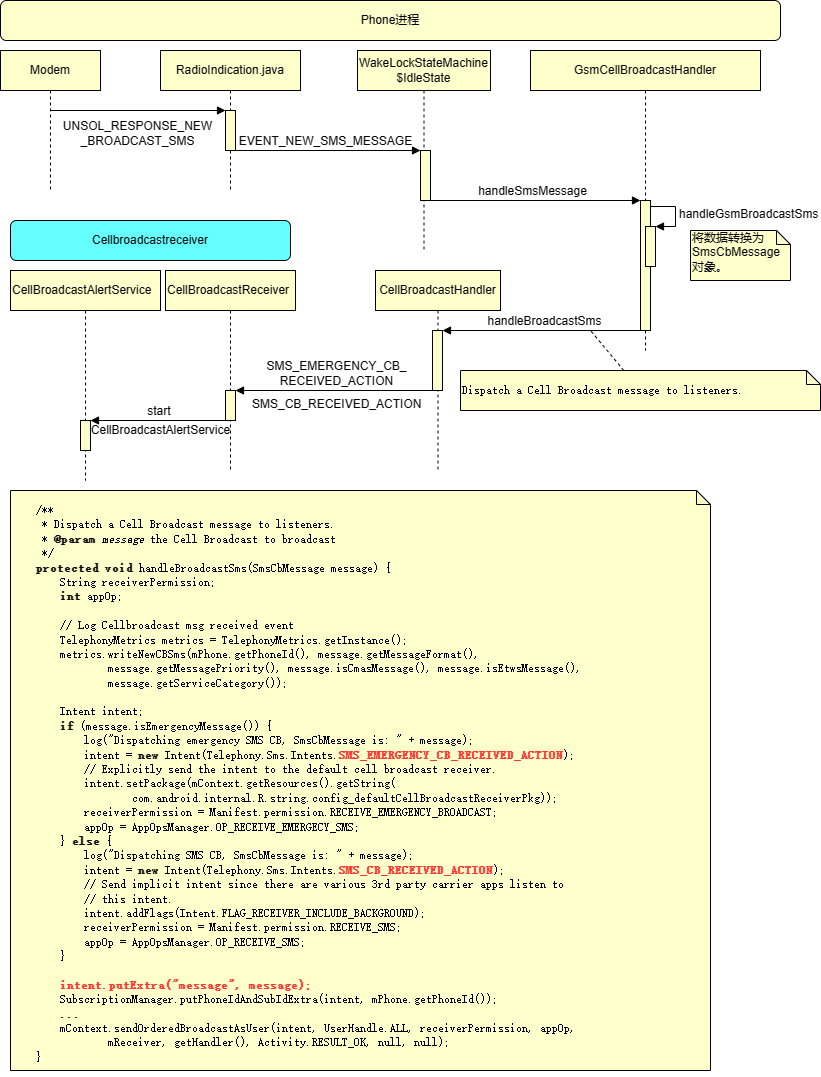 Phone进程
Modem
RadioIndication.java
WakeLockStateMachine
$IdleState
GsmCellBroadcastHandler
UNSOL_RESPONSE_NEW
_BROADCAST_SMS
EVENT_NEW_SMS_MESSAGE
handleSmsMessage
handleGsmBroadcastSms
将数据转换为
SmsCbMessage
对象。
Cellbroadcastreceiver
CellBroadcastAlertService
CellBroadcastReceiver
CellBroadcastHandler
handleBroadcastSms
SMS_EMERGENCY_CB_
RECEIVED_ACTION
SMS_CB_RECEIVED_ACTION
Dispatch a Cell Broadcast message to listeners.
start
CellBroadcastAlertService
/**
 * Dispatch a Cell Broadcast message to listeners.
 * @param message the Cell Broadcast to broadcast
 */
protected void handleBroadcastSms(SmsCbMessage message) {
    String receiverPermission;
    int appOp;
    // Log Cellbroadcast msg received event
    TelephonyMetrics metrics = TelephonyMetrics.getInstance();
    metrics.writeNewCBSms(mPhone.getPhoneId(), message.getMessageFormat(),
            message.getMessagePriority(), message.isCmasMessage(), message.isEtwsMessage(),
            message.getServiceCategory());
    Intent intent;
    if (message.isEmergencyMessage()) {
        log("Dispatching emergency SMS CB, SmsCbMessage is: " + message);
        intent = new Intent(Telephony.Sms.Intents.SMS_EMERGENCY_CB_RECEIVED_ACTION);
        // Explicitly send the intent to the default cell broadcast receiver.
        intent.setPackage(mContext.getResources().getString(
                com.android.internal.R.string.config_defaultCellBroadcastReceiverPkg));
        receiverPermission = Manifest.permission.RECEIVE_EMERGENCY_BROADCAST;
        appOp = AppOpsManager.OP_RECEIVE_EMERGECY_SMS;
    } else {
        log("Dispatching SMS CB, SmsCbMessage is: " + message);
        intent = new Intent(Telephony.Sms.Intents.SMS_CB_RECEIVED_ACTION);
        // Send implicit intent since there are various 3rd party carrier apps listen to
        // this intent.
        intent.addFlags(Intent.FLAG_RECEIVER_INCLUDE_BACKGROUND);
        receiverPermission = Manifest.permission.RECEIVE_SMS;
        appOp = AppOpsManager.OP_RECEIVE_SMS;
    }
    intent.putExtra("message", message);
    SubscriptionManager.putPhoneIdAndSubIdExtra(intent, mPhone.getPhoneId());
    ...
    mContext.sendOrderedBroadcastAsUser(intent, UserHandle.ALL, receiverPermission, appOp,
            mReceiver, getHandler(), Activity.RESULT_OK, null, null);
}